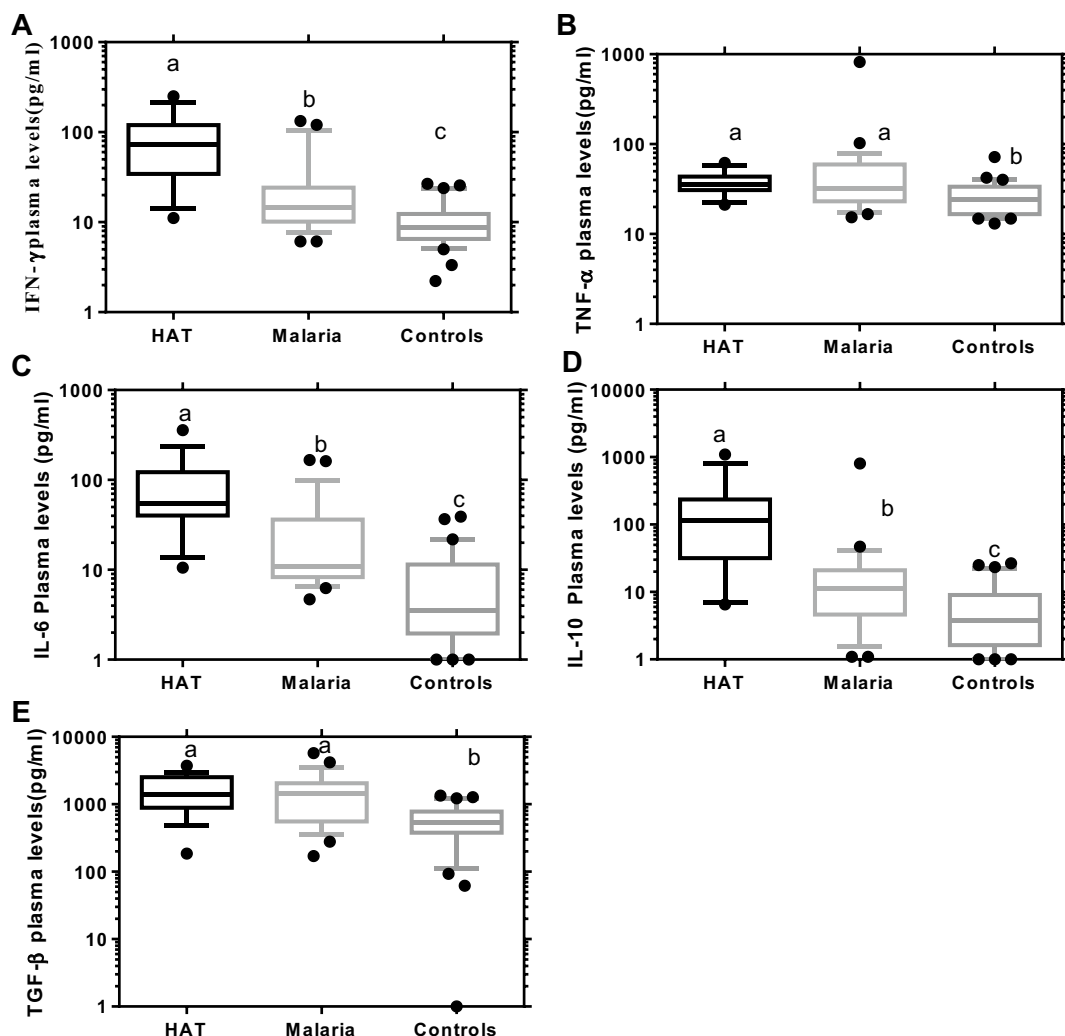 A
IFN-γplasma levels(pg/ml)
1000
100
10
1
a
b
c
HAT Malaria Controls
B
TNF-α plasma levels(pg/ml)
1000
100
10
1
a
a
b
HAT Malaria Controls
C
IL-6 Plasma levels (pg/ml)
1000
100
10
1
a
b
c
HAT Malaria Controls
D
IL-10 Plasma levels (pg/ml)
10000
1000
100
10
1
a
b
c
HAT Malaria Controls
E
TGF-β plasma levels(pg/ml)
10000
1000
100
10
1
a
a
b
HAT Malaria Controls